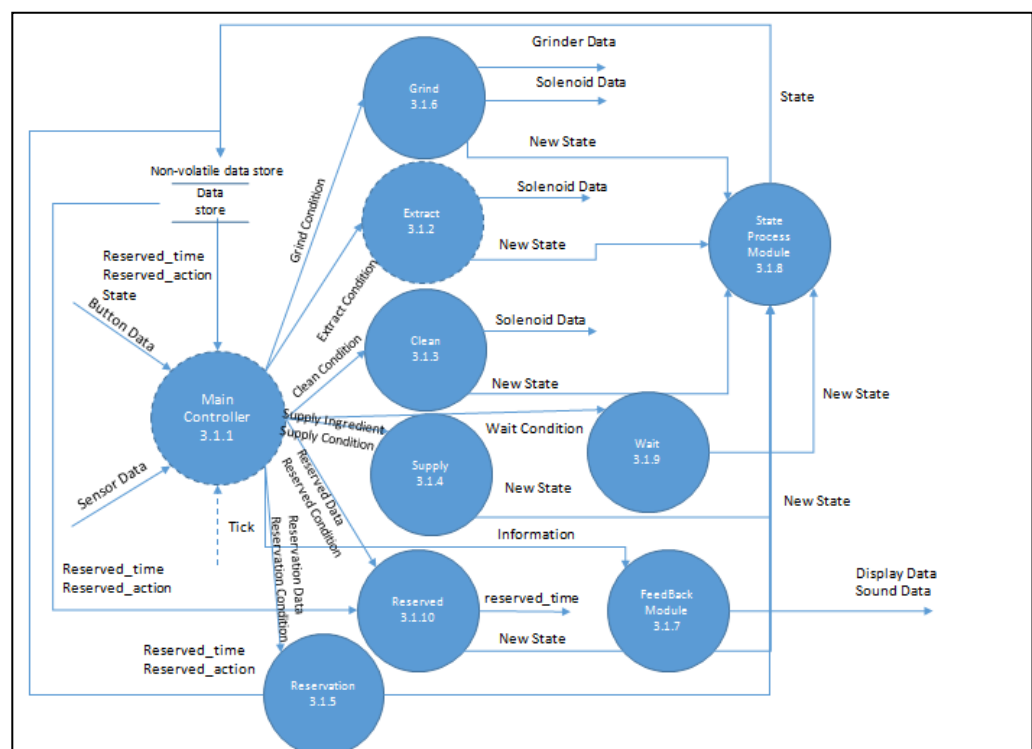 Grinder Data
Grind
3.1.6
Solenoid Data
State
New State
Non-volatile data store
Data
store
Grind Condition
Extract
3.1.2
Solenoid Data
New State
State
Process
Module
3.1.8
Reserved_time
Reserved_action
State
Button Data
Extract Condition
Solenoid Data
Clean
3.1.3
Clean Condition
New State
Main
Controller
3.1.1
Supply Ingredient
Supply Condition
Wait Condition
Wait
3.1.9
New State
Sensor Data
Supply
3.1.4
New State
New State
Reserved Data
Reserved Condition
Tick
Information
Reservation Data
Reservation Condition
Reserved_time
Reserved_action
Reserved
3.1.10
reserved_time
New State
FeedBack
Module
3.1.7
Display Data
Sound Data
Reserved_time
Reserved_action
Reservation
3.1.5